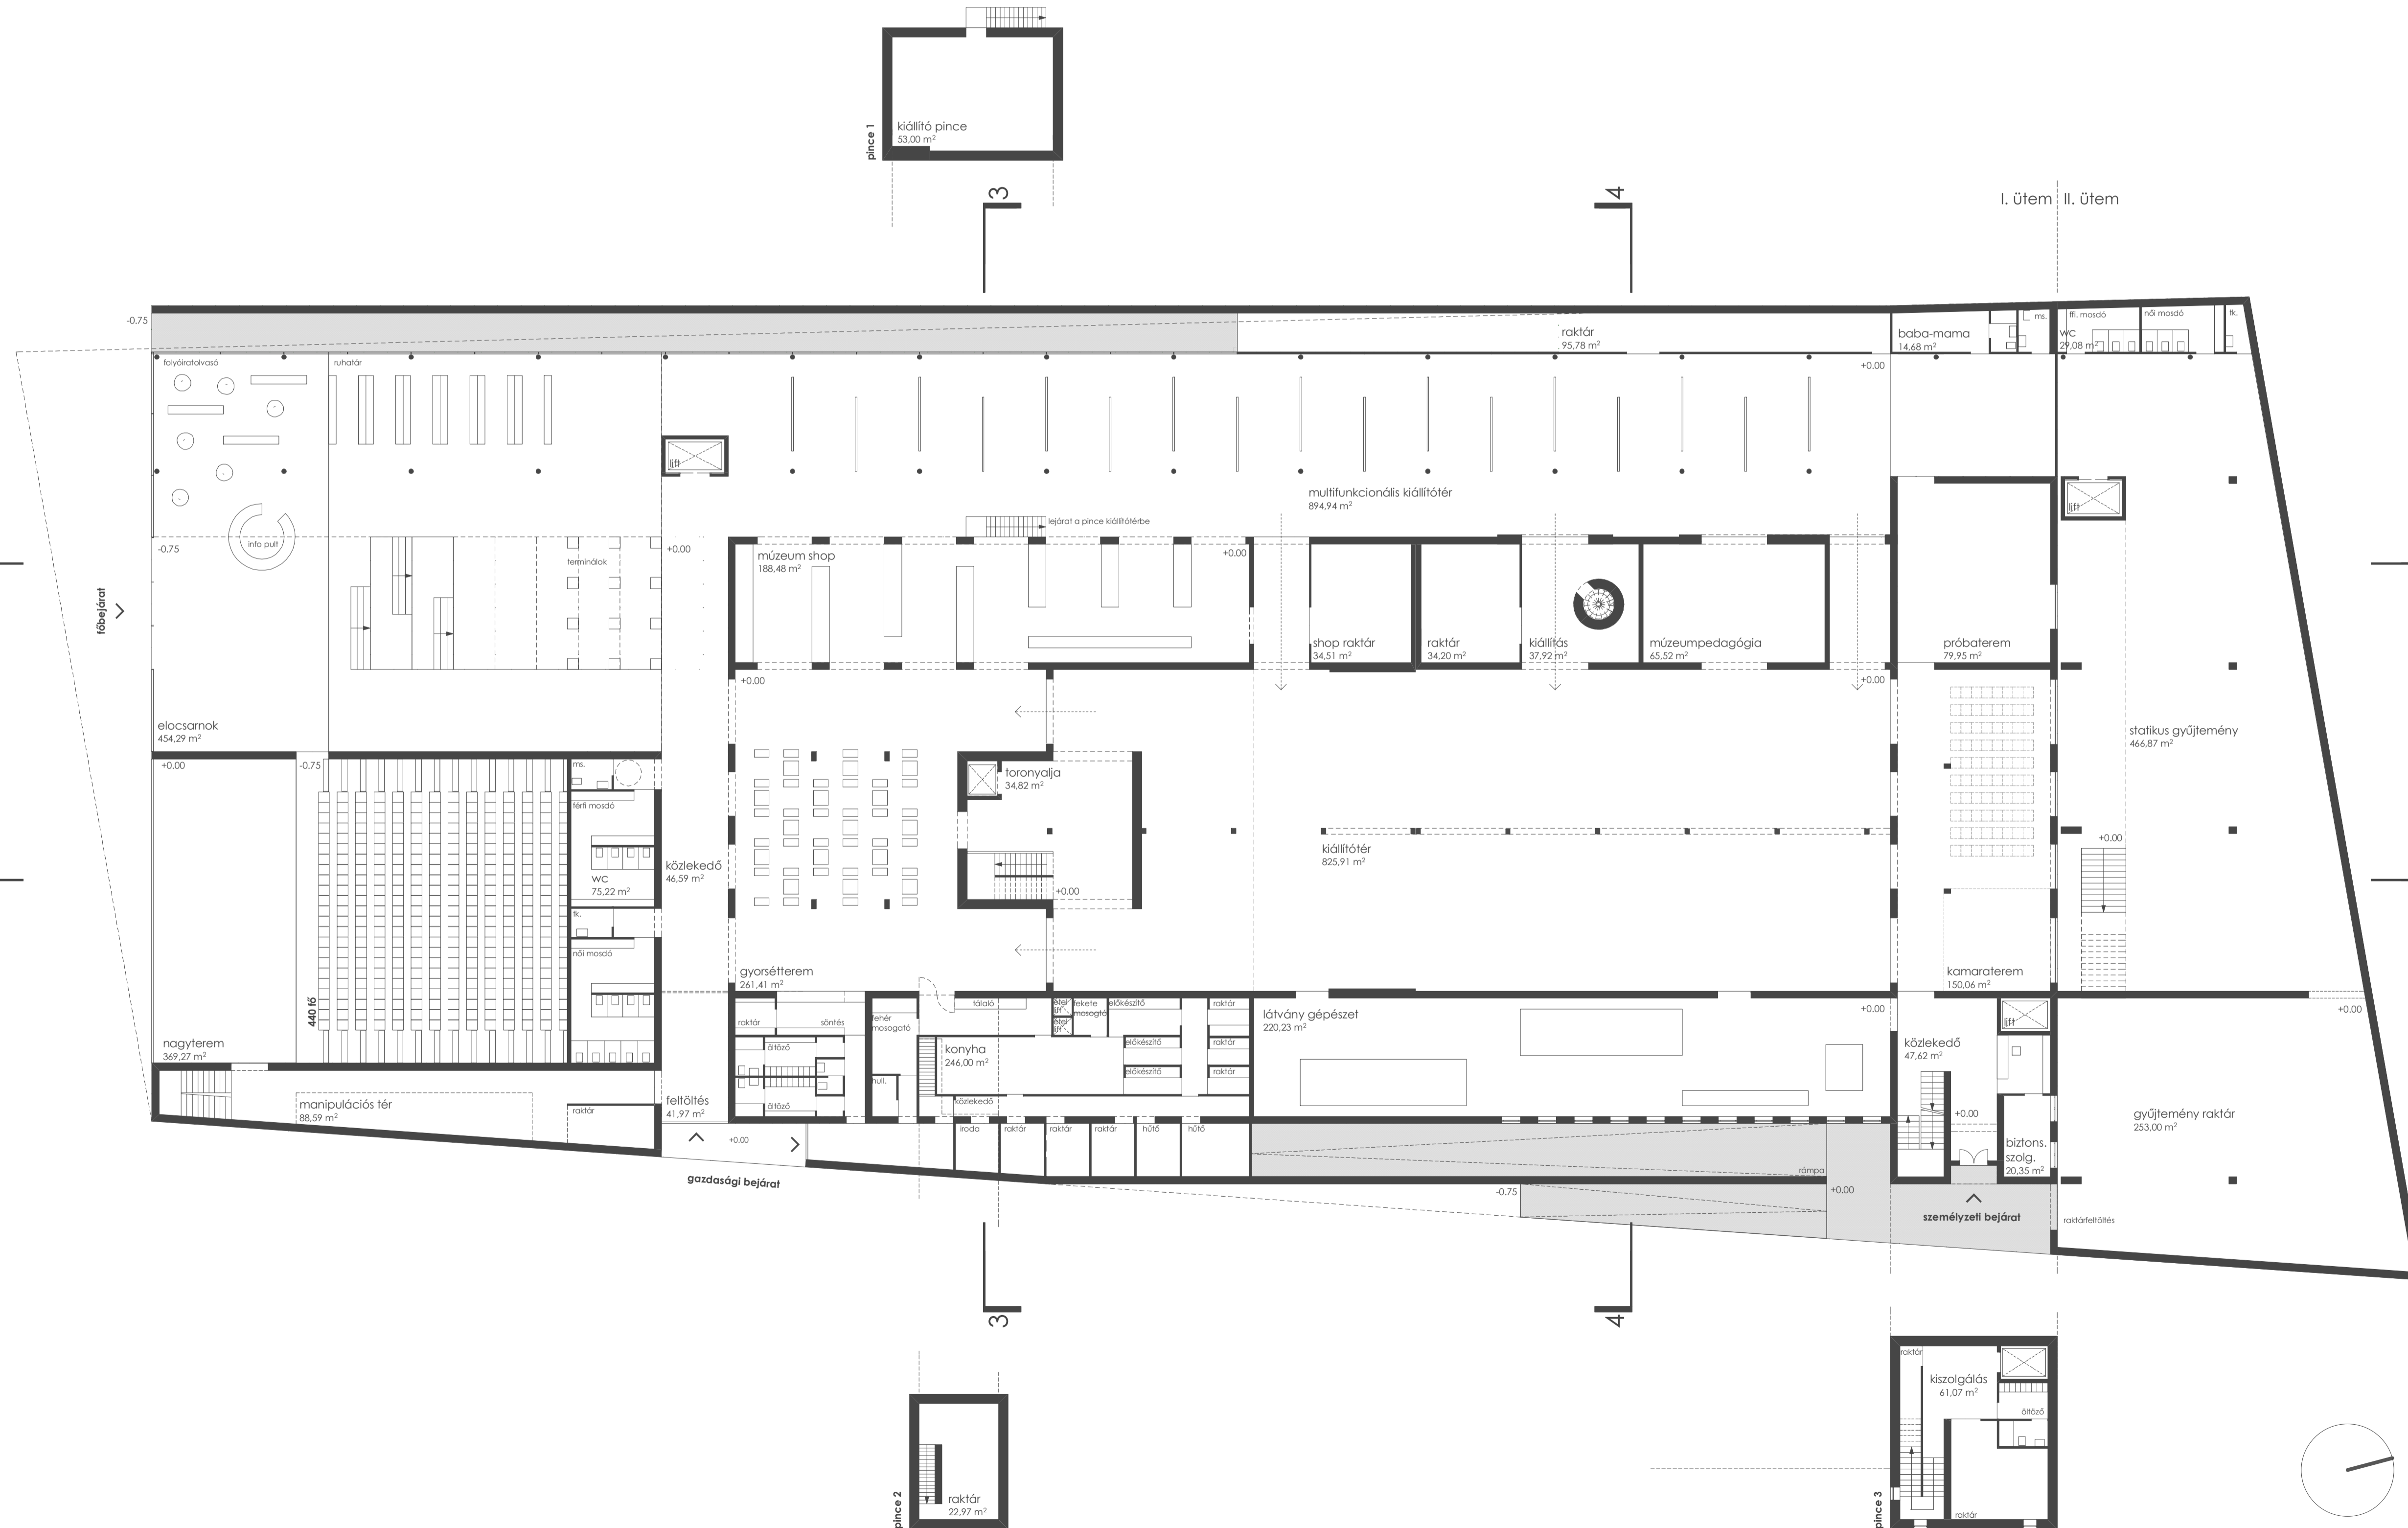 pince 1
kiállító pince
53,00 m²
3
4
I. ütem
II. ütem
-0.75
raktár
95,78 m²
baba-mama
14,68 m²
ms.
ffi. mosdó
női mosdó
tk.
WC
29,08 m²
folyóiratolvasó
ruhatár
+0.00
lift
lift
multifunkcionális kiállítótér
894,94 m²
lejárat a pince kiállítótérbe
info pult
-0.75
+0.00
terminálok
múzeum shop
188,48 m²
+0.00
főbejárat
shop raktár
34,51 m²
raktár
34,20 m²
kiállítás
37,92 m²
múzeumpedagógia
65,52 m²
próbaterem
79,95 m²
+0.00
+0.00
elocsarnok
454,29 m²
statikus gyűjtemény
466,87 m²
+0.00
-0.75
ms.
toronyalja
34,82 m²
férfi mosdó
+0.00
kiállítótér
825,91 m²
közlekedő
46,59 m²
WC
75,22 m²
+0.00
tk.
női mosdó
gyorsétterem
261,41 m²
kamaraterem
150,06 m²
440 fő
nagyterem
369,27 m²
raktár
söntés
fehér
mosogató
tálaló
étel
lift
étel
lift
fekete
mosogtó
előkészítő
raktár
látvány gépészet
220,23 m²
+0.00
lift
+0.00
öltöző
konyha
246,00 m²
előkészítő
raktár
közlekedő
47,62 m²
előkészítő
raktár
hull.
manipulációs tér
88,59 m²
raktár
feltöltés
41,97 m²
öltöző
közlekedő
+0.00
gyűjtemény raktár
253,00 m²
+0.00
iroda
raktár
raktár
raktár
hűtő
hűtő
biztons.
szolg.
20,35 m²
rámpa
gazdasági bejárat
-0.75
+0.00
személyzeti bejárat
raktárfeltöltés
3
4
raktár
kiszolgálás
61,07 m²
öltöző
pince 2
raktár
22,97 m²
pince 3
raktár